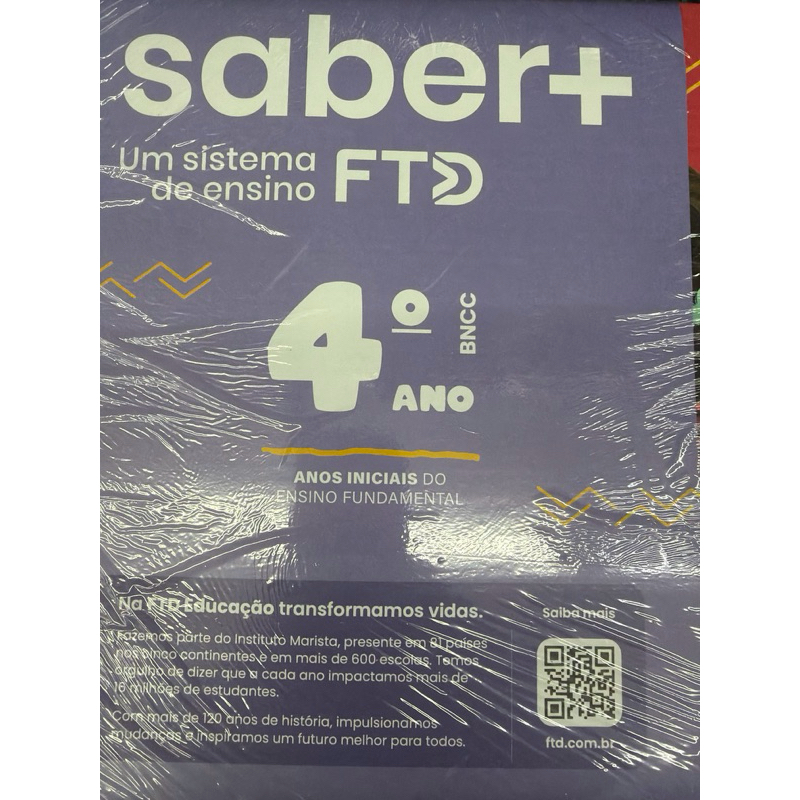 saber+
Um sistema
de ensino
FTD
4º
ANO
BNCC
ANOS INICIAIS DO
ENSINO FUNDAMENTAL
Na FTD Educação transformamos vidas.
Fazemos parte do Instituto Marista, presente em 81 países
nos cinco continentes e em mais de 600 escolas. Temos
orgulho de dizer que a cada ano impactamos mais de
16 milhões de estudantes.
Com mais de 120 anos de história, impulsionamos
mudanças e inspiramos um futuro melhor para todos.
Saiba mais
ftd.com.br